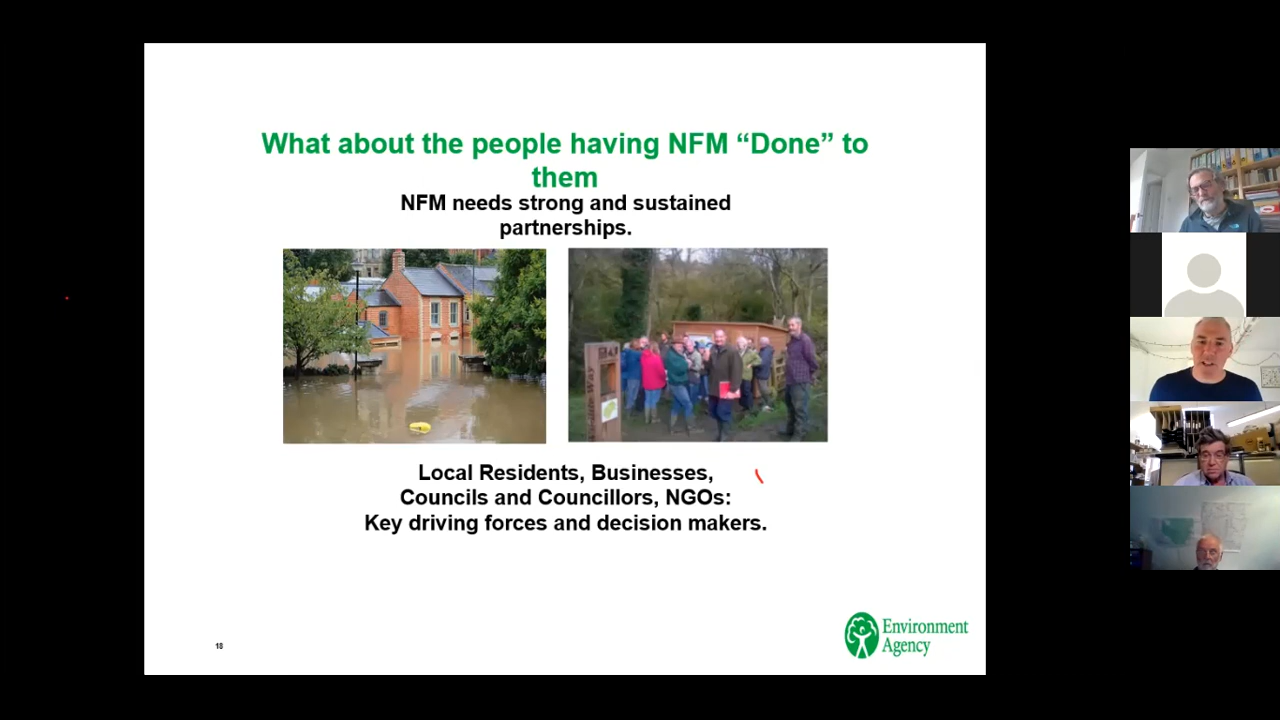 What about the people having NFM “Done” to
them
NFM needs strong and sustained
partnerships.
Local Residents, Businesses,
Councils and Councillors, NGOs:
Key driving forces and decision makers.
18
Environment
Agency